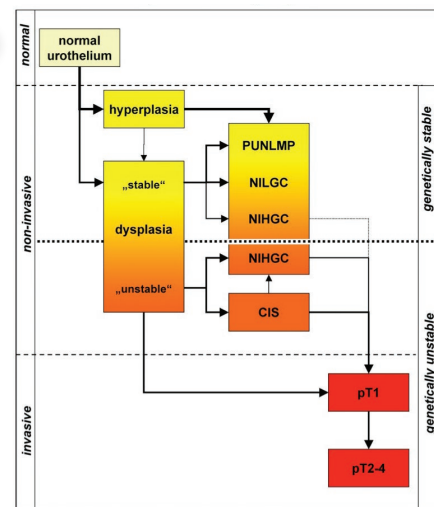 normal
normal
urothelium
hyperplasia
non-invasive
genetically stable
PUNLMP
„stable“
NILGC
dysplasia
NIHGC
„unstable“
NIHGC
CIS
genetically unstable
invasive
pT1
pT2-4